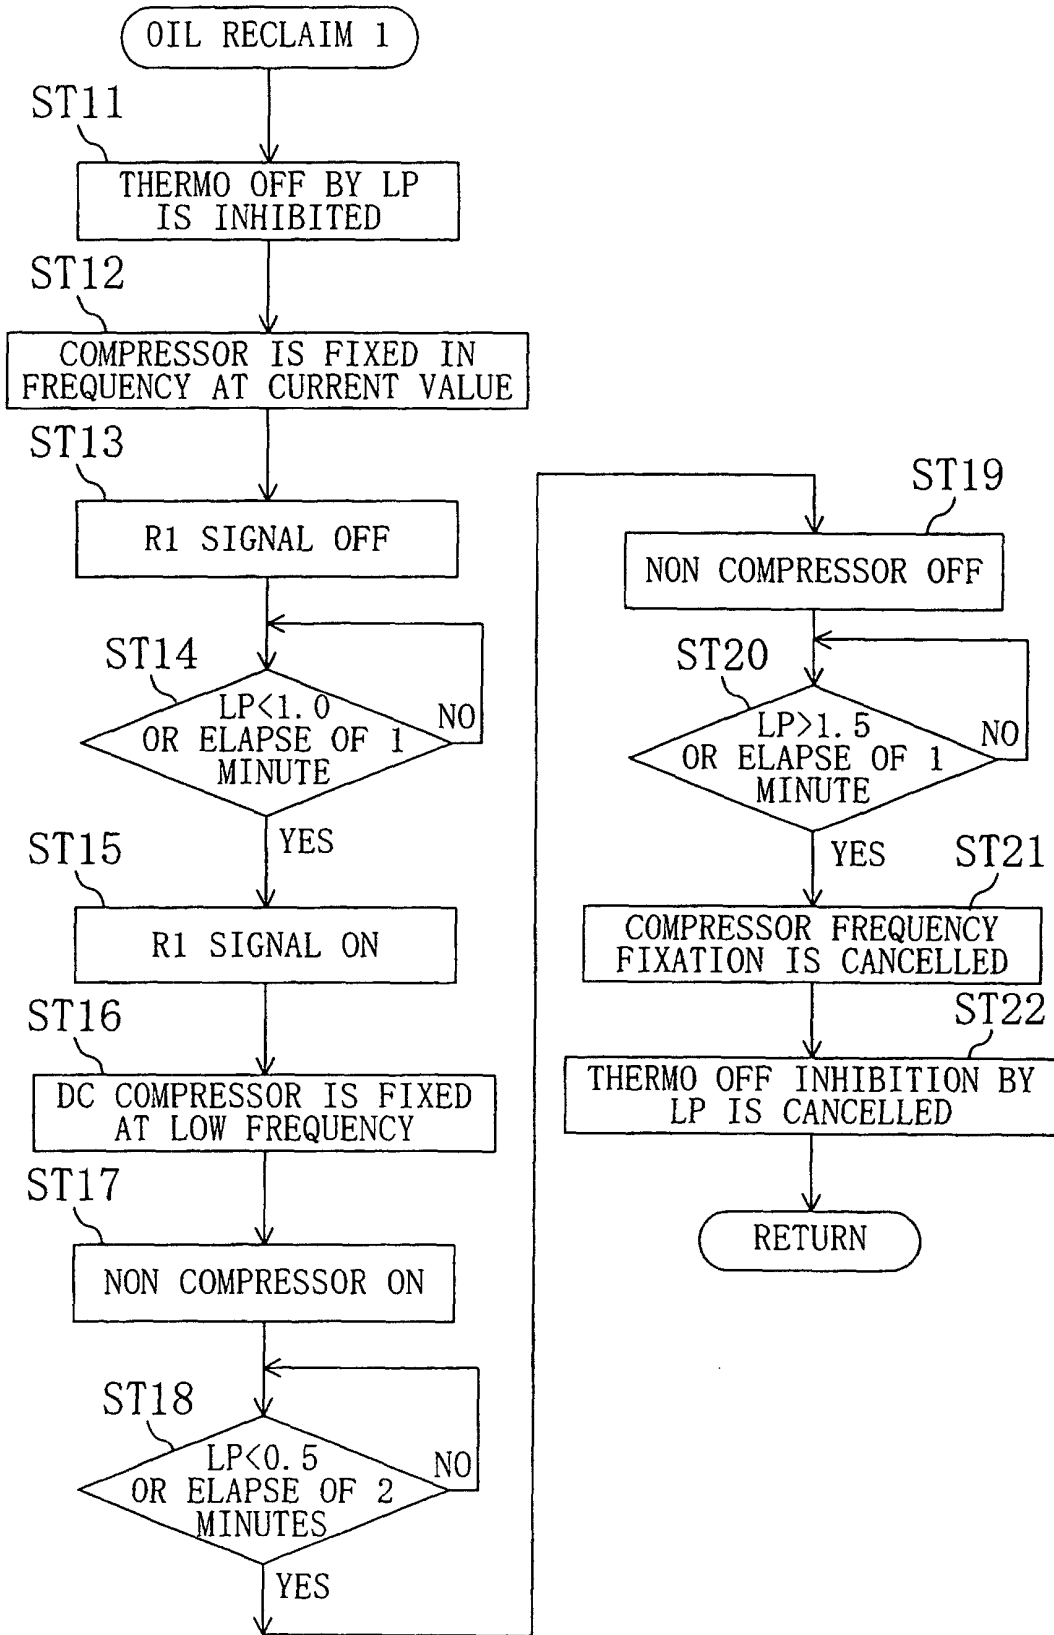 OIL RECLAIM 1
ST11
THERMO OFF BY LP
IS INHIBITED
ST12
COMPRESSOR IS FIXED IN
FREQUENCY AT CURRENT VALUE
ST13
R1 SIGNAL OFF
ST14
LP<1.0
OR ELAPSE OF 1
MINUTE
NO
YES
ST15
R1 SIGNAL ON
ST16
DC COMPRESSOR IS FIXED
AT LOW FREQUENCY
ST17
NON COMPRESSOR ON
ST18
LP<0.5
OR ELAPSE OF 2
MINUTES
NO
YES
ST19
NON COMPRESSOR OFF
ST20
LP>1.5
OR ELAPSE OF 1
MINUTE
NO
YES
ST21
COMPRESSOR FREQUENCY
FIXATION IS CANCELLED
ST22
THERMO OFF INHIBITION BY
LP IS CANCELLED
RETURN